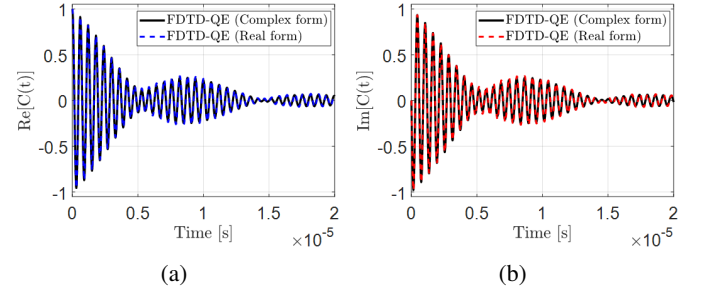 FDTD-QE (Complex form)
FDTD-QE (Real form)
Re[C(t)]
1
0.5
0
-0.5
-1
0 0.5 1 1.5 2
Time [s]
×10-5
(a)
FDTD-QE (Complex form)
FDTD-QE (Real form)
Im[C(t)]
1
0.5
0
-0.5
-1
0 0.5 1 1.5 2
Time [s]
×10-5
(b)